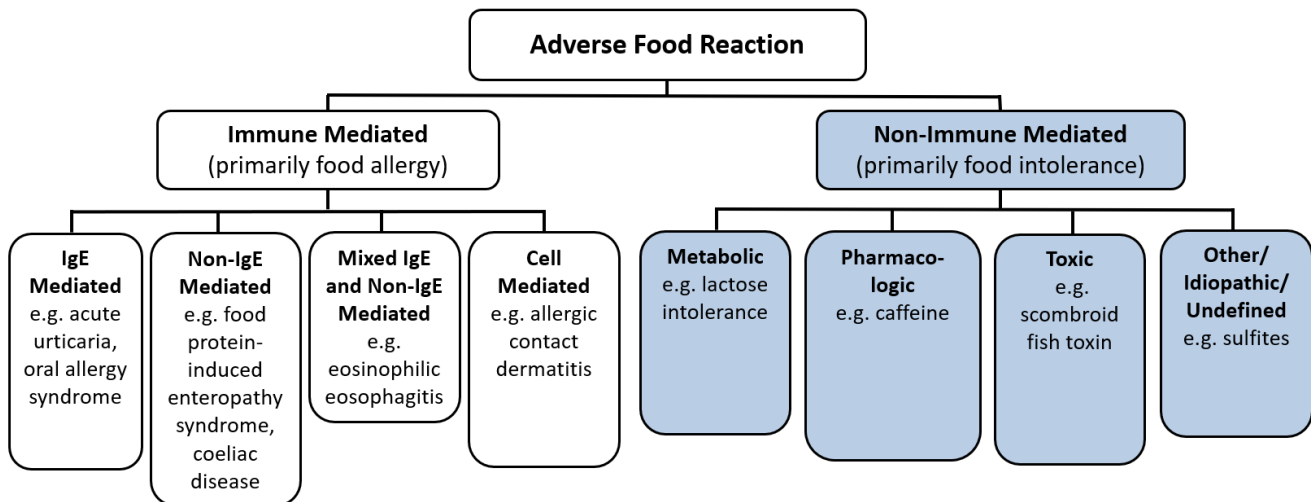 Adverse Food Reaction
Immune Mediated
(primarily food allergy)
Non-Immune Mediated
(primarily food intolerance)
IgE
Mediated
e.g. acute
urticaria,
oral allergy
syndrome
Non-IgE
Mediated
e.g. food
protein-
induced
enteropathy
syndrome,
coeliac
disease
Mixed IgE
and Non-IgE
Mediated
e.g.
eosinophilic
eosophagitis
Cell
Mediated
e.g. allergic
contact
dermatitis
Metabolic
e.g. lactose
intolerance
Pharmaco-
logic
e.g. caffeine
Toxic
e.g.
scombroid
fish toxin
Other/
Idiopathic/
Undefined
e.g. sulfites